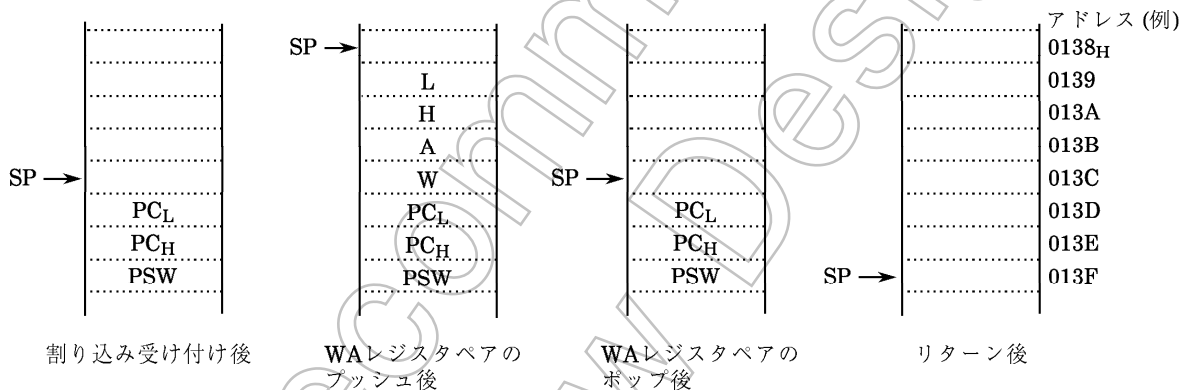 アドレス (例)
SP 0138H
L 0139
H 013A
A 013B
SP W SP 013C
PCL PCL PCL 013D
PCH PCH PCH 013E
PSW PSW PSW SP 013F
割り込み受け付け後 WAレジスタペアの WAレジスタペアの リターン後
プッシュ後 ポップ後